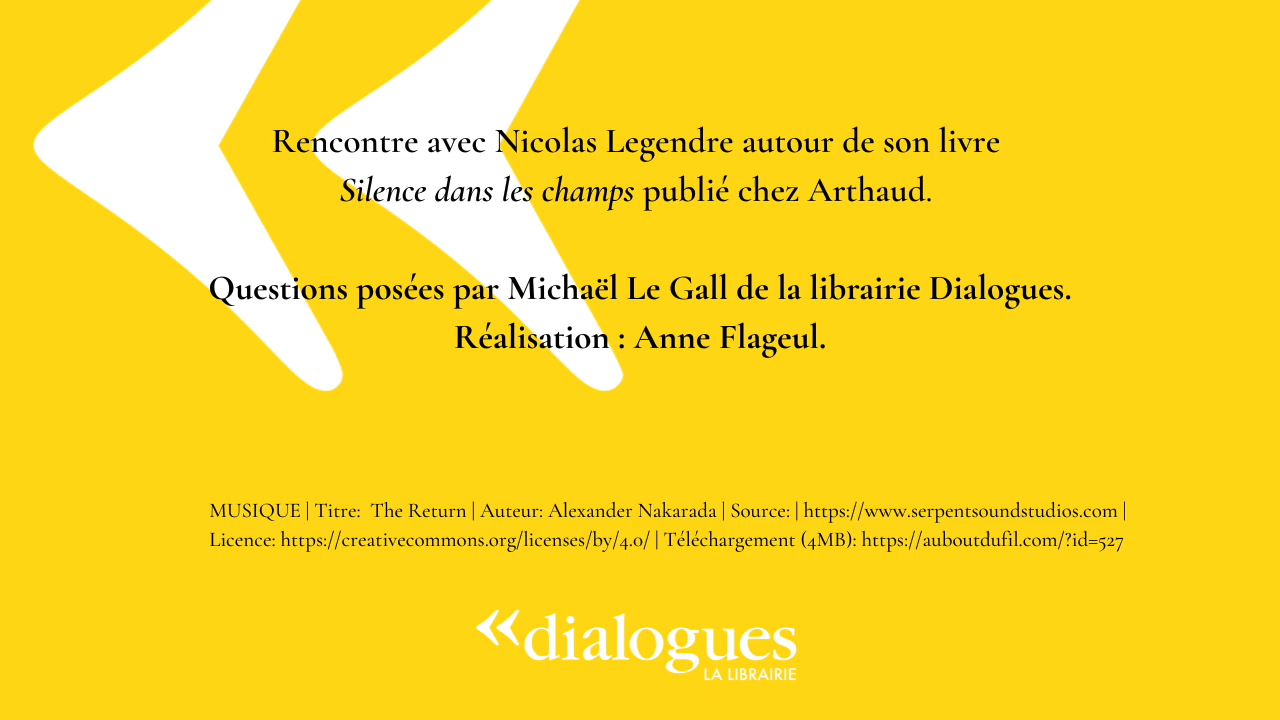 Rencontre avec Nicolas Legendre autour de son livre
Silence dans les champs publié chez Arthaud.
Questions posées par Michaël Le Gall de la librairie Dialogues.
Réalisation : Anne Flageul.
MUSIQUE | Titre:  The Return | Auteur: Alexander Nakarada | Source: | https://www.serpentsoundstudios.com |
Licence: https://creativecommons.org/licenses/by/4.0/ | Téléchargement (4MB): https://auboutdufil.com/?id=527
«dialogues
LA LIBRAIRIE